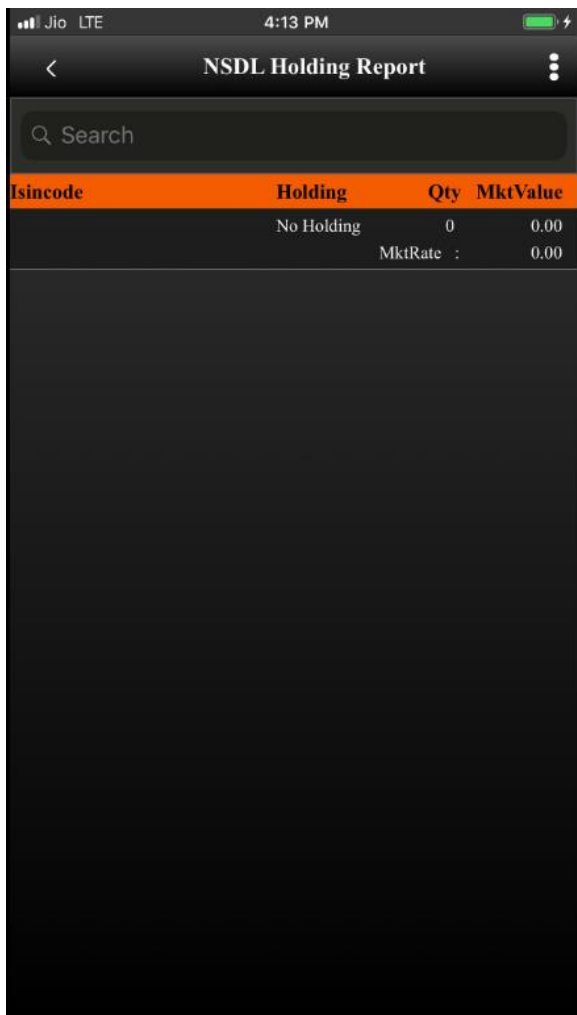 Jio LTE 4:13 PM
NSDL Holding Report
Search
Isincode Holding Qty MktValue
No Holding 0 0.00
MktRate : 0.00